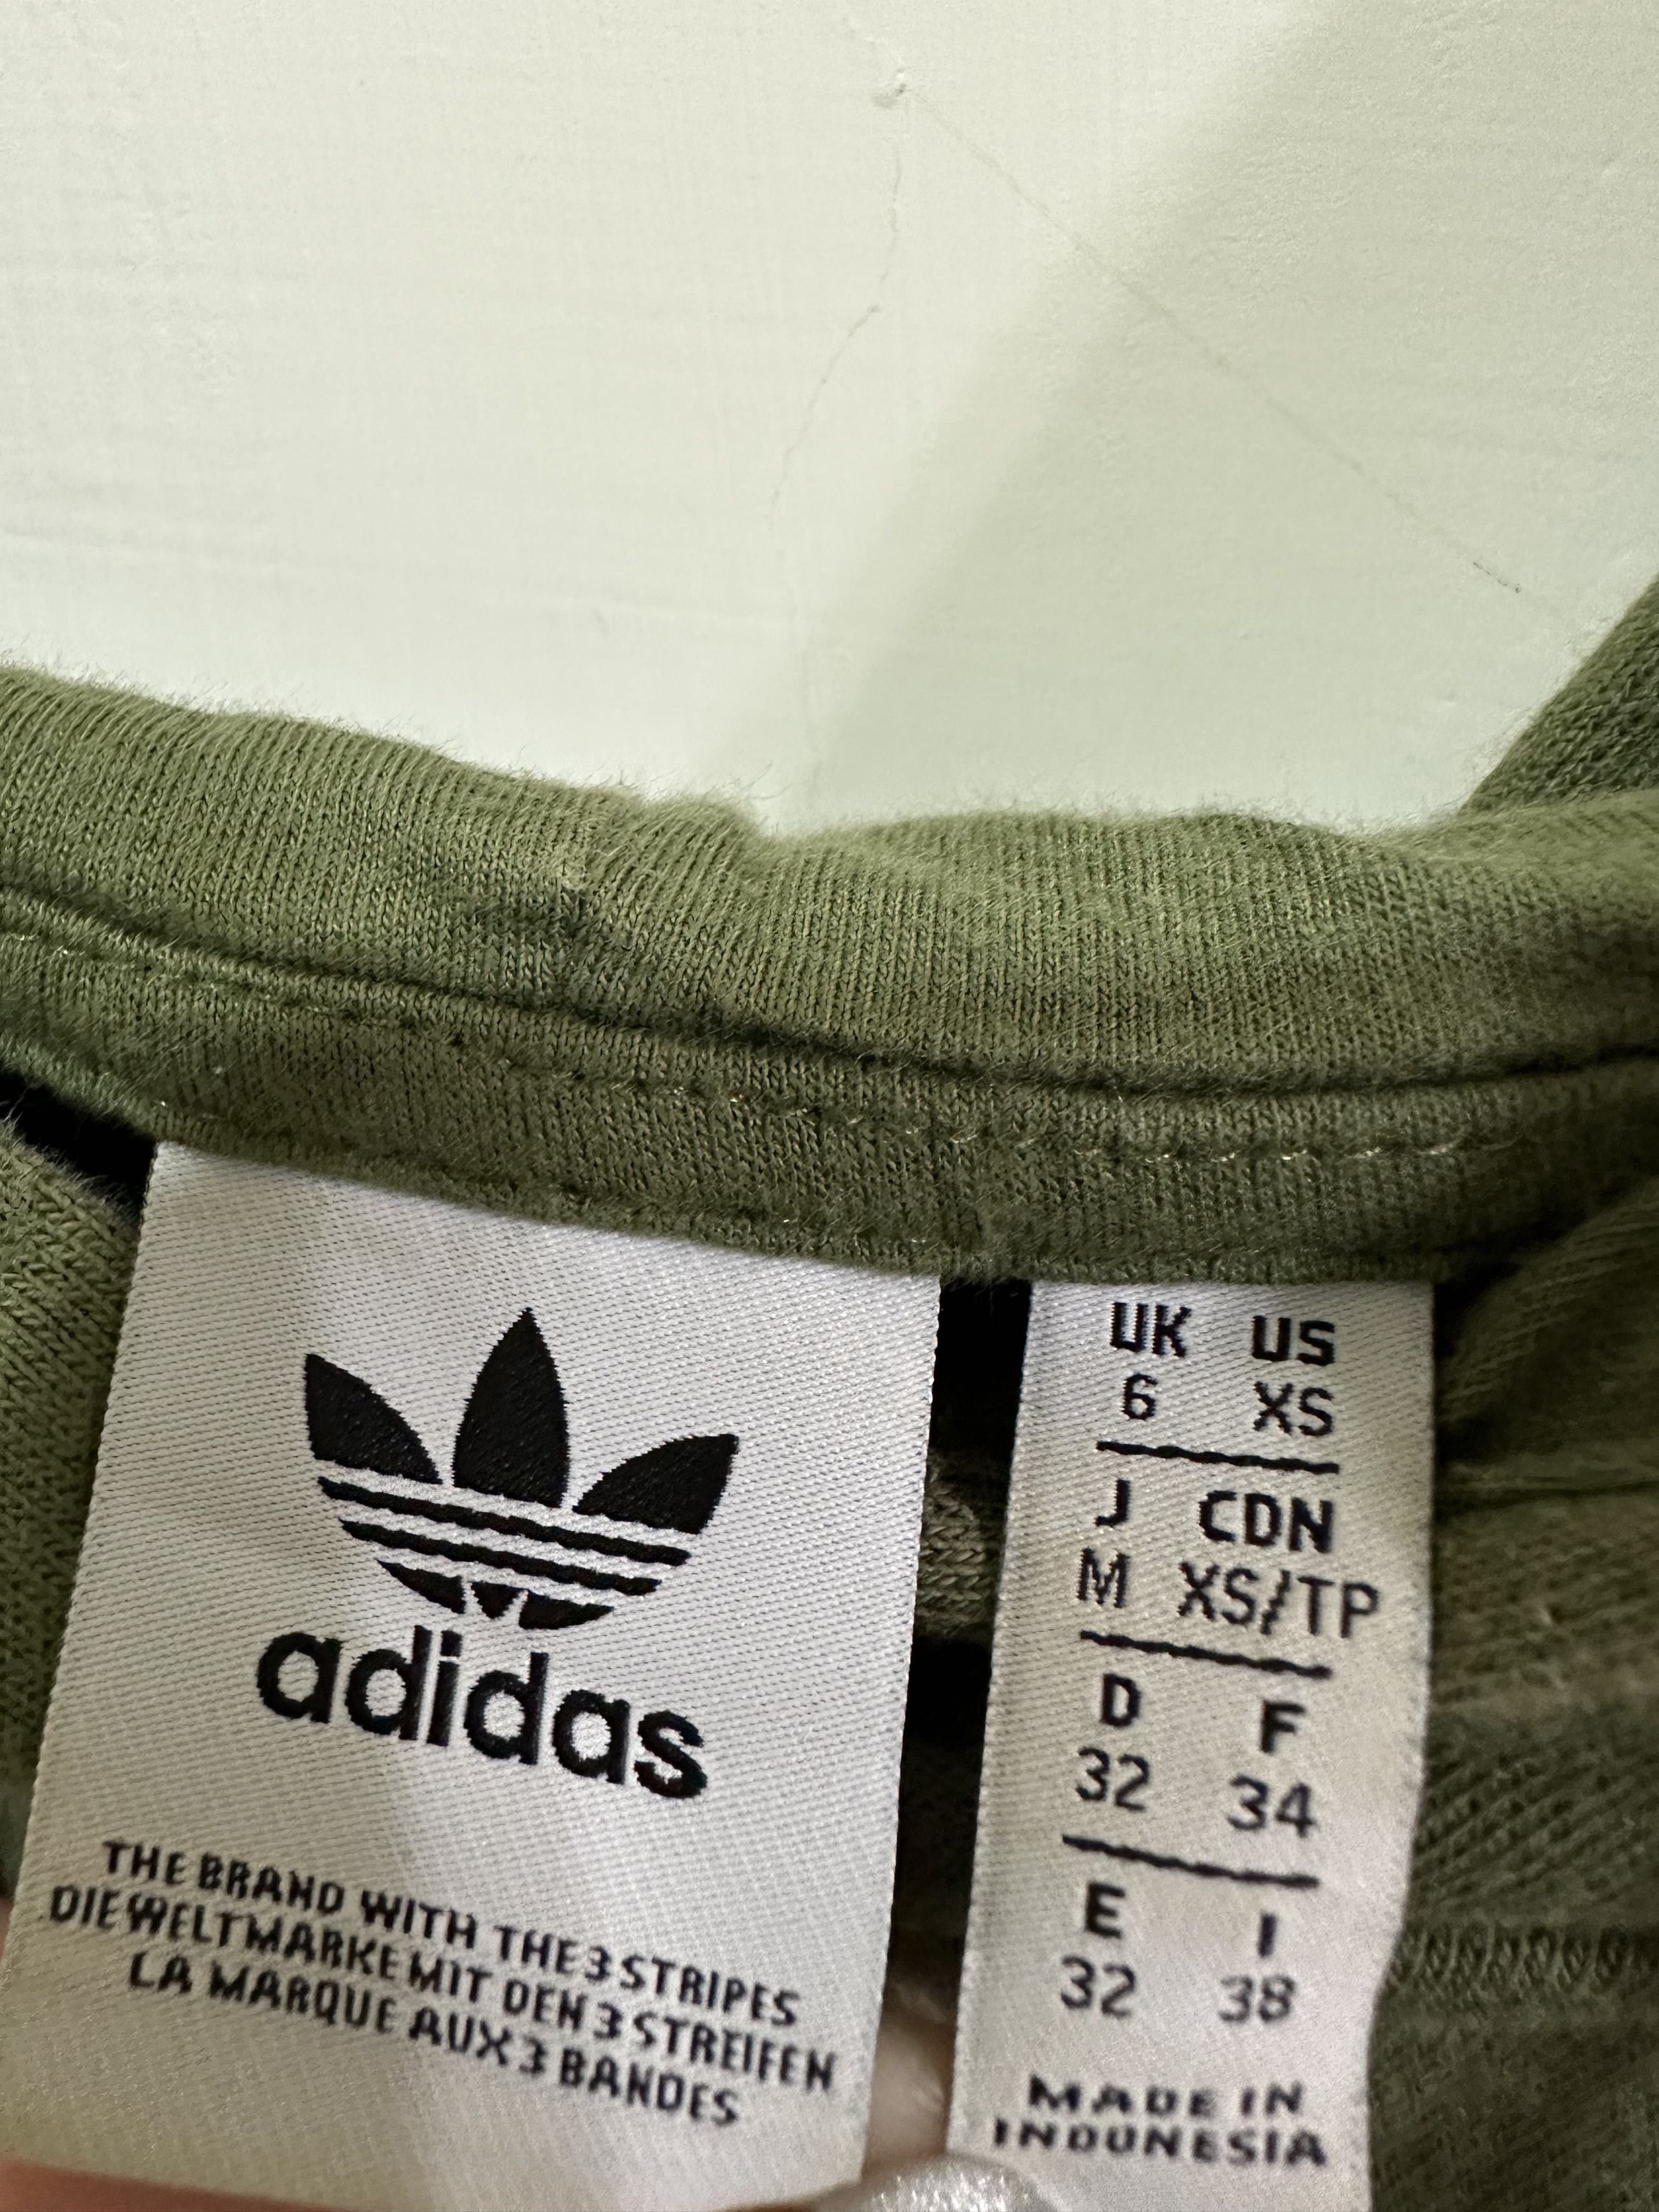 adidas
THE BRAND WITH THE 3 STRIPES
DIE WELTMARKE MIT DEN 3 STREIFEN
LA MARQUE AUX 3 BANDES
UK US
6 XS
J CDN
M XS/TP
D F
32 34
E I
32 38
MADE IN
INDONESIA